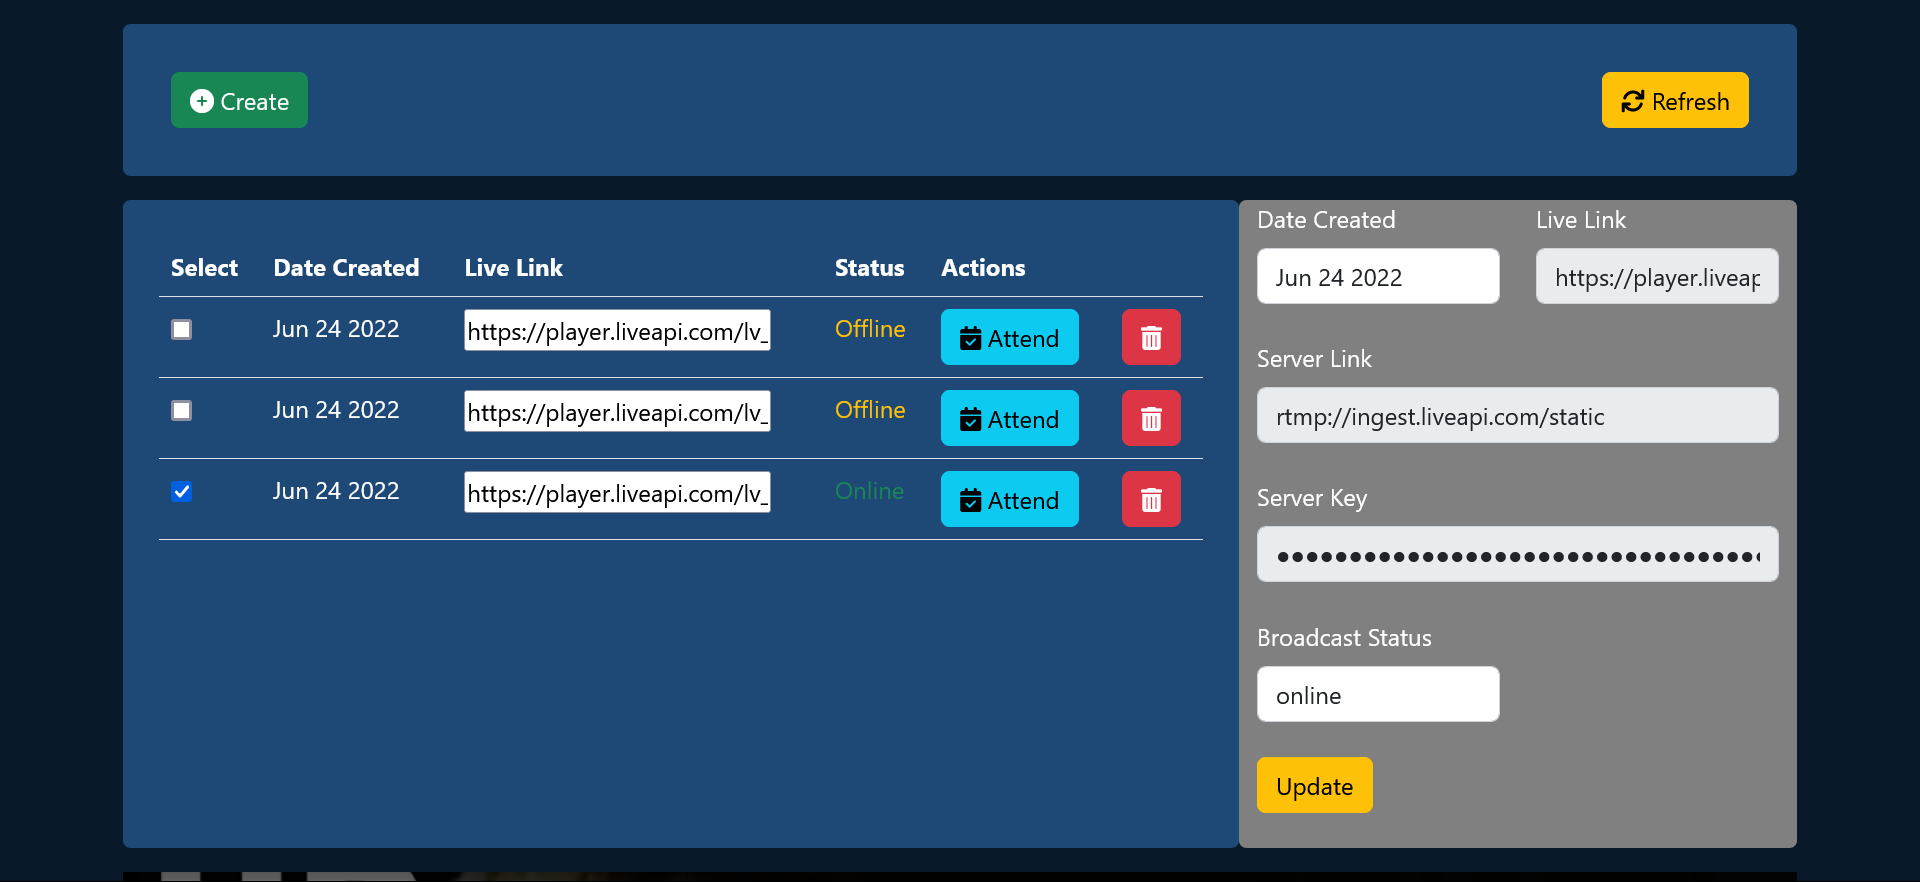 Create
Refresh
Select Date Created Live Link Status Actions
Jun 24 2022 https://player.liveapi.com/lv_ Offline Attend
Jun 24 2022 https://player.liveapi.com/lv_ Offline Attend
Jun 24 2022 https://player.liveapi.com/lv_ Online Attend
Date Created Live Link
Jun 24 2022 https://player.liveap
Server Link
rtmp://ingest.liveapi.com/static
Server Key
Broadcast Status
online
Update